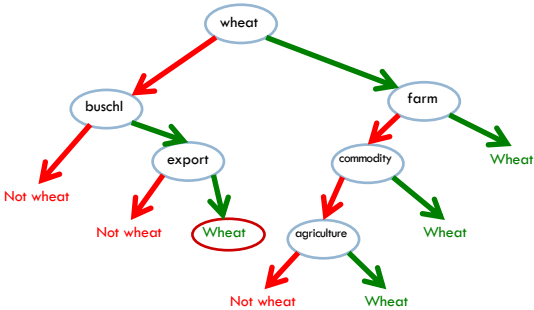 wheat
buschl
farm
export
commodity
Wheat
Not wheat
Not wheat
Wheat
agriculture
Wheat
Not wheat
Wheat